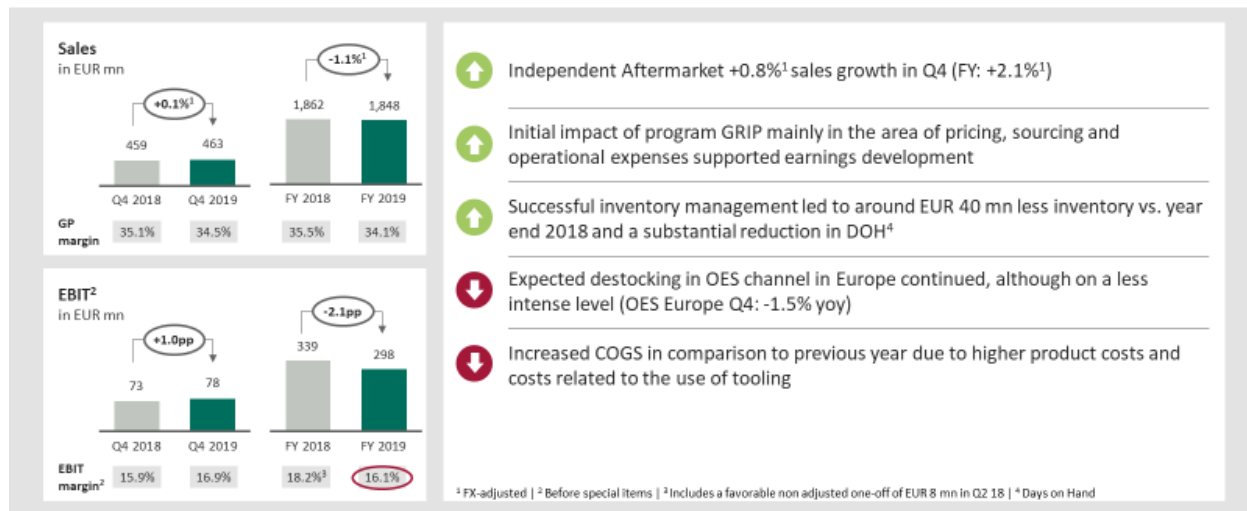 Sales
in EUR mn
+0.1%¹
-1.1%¹
459
463
1,862
1,848
Q4 2018
Q4 2019
FY 2018
FY 2019
GP
margin
35.1%
34.5%
35.5%
34.1%
EBIT²
in EUR mn
+1.0pp
-2.1pp
73
78
339
298
Q4 2018
Q4 2019
FY 2018
FY 2019
EBIT
margin²
15.9%
16.9%
18.2%³
16.1%
Independent Aftermarket +0.8%¹ sales growth in Q4 (FY: +2.1%¹)
Initial impact of program GRIP mainly in the area of pricing, sourcing and
operational expenses supported earnings development
Successful inventory management led to around EUR 40 mn less inventory vs. year
end 2018 and a substantial reduction in DOH⁴
Expected destocking in OES channel in Europe continued, although on a less
intense level (OES Europe Q4: -1.5% yoy)
Increased COGS in comparison to previous year due to higher product costs and
costs related to the use of tooling
¹ FX-adjusted | ² Before special items | ³ Includes a favorable non adjusted one-off of EUR 8 mn in Q2 18 | ⁴ Days on Hand